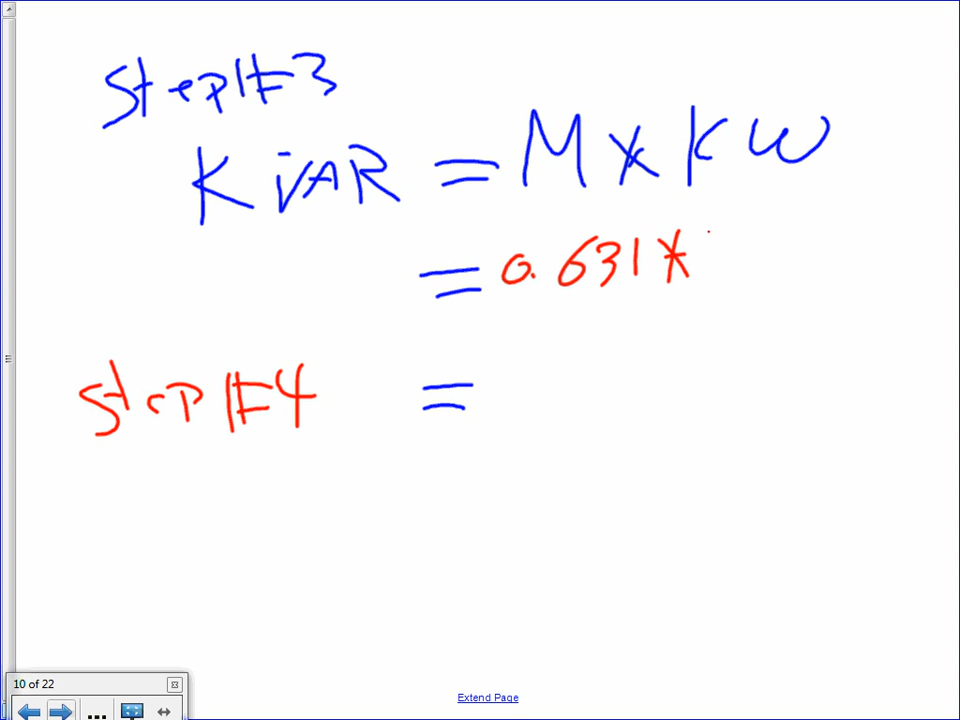 Step #3
KVAR = M * KW
= 0.631 *
Step #4 =
10 of 22
...
Extend Page